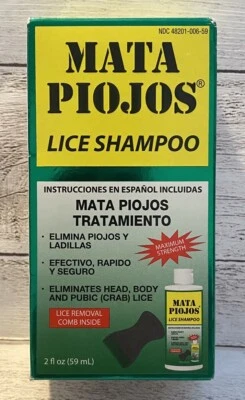 NDC 48201-006-59
MATA
PIOJOS®
LICE SHAMPOO
INSTRUCCIONES EN ESPAÑOL INCLUIDAS
MATA PIOJOS
TRATAMIENTO
• ELIMINA PIOJOS Y
LADILLAS
• EFECTIVO, RAPIDO
Y SEGURO
• ELIMINATES HEAD, BODY
AND PUBIC (CRAB) LICE
MAXIMUM
STRENGTH
LICE REMOVAL
COMB INSIDE
2 fl oz (59 mL)
MATA
PIOJOS
LICE SHAMPOO